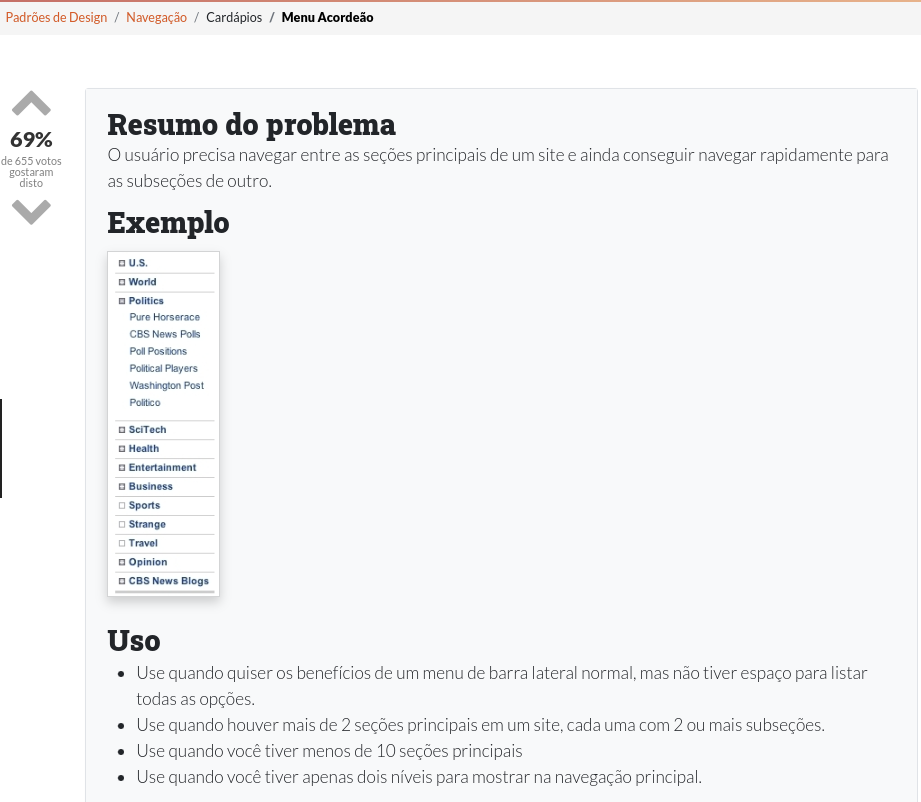 Padrões de Design / Navegação / Cardápios / Menu Acordeão
69%
de 655 votos
gostaram
disto
Resumo do problema
O usuário precisa navegar entre as seções principais de um site e ainda conseguir navegar rapidamente para
as subseções de outro.
Exemplo
U.S.
World
Politics
Pure Horserace
CBS News Polls
Poll Positions
Political Players
Washington Post
Politico
SciTech
Health
Entertainment
Business
Sports
Strange
Travel
Opinion
CBS News Blogs
Uso
• Use quando quiser os benefícios de um menu de barra lateral normal, mas não tiver espaço para listar
todas as opções.
• Use quando houver mais de 2 seções principais em um site, cada uma com 2 ou mais subseções.
• Use quando você tiver menos de 10 seções principais
• Use quando você tiver apenas dois níveis para mostrar na navegação principal.